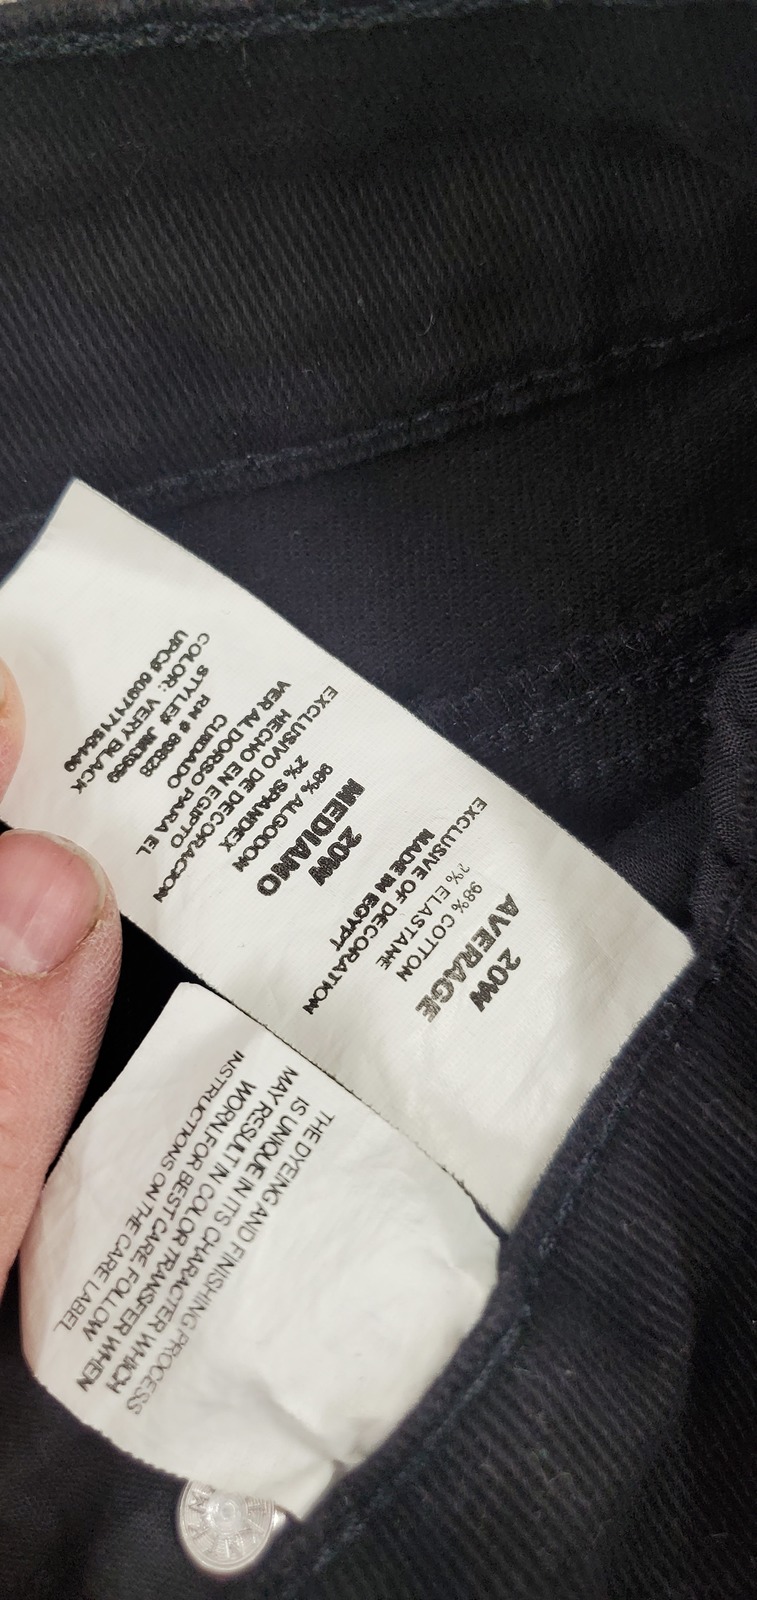 20W
AVERAGE
98% COTTON
2% ELASTANE
MADE IN EGYPT
EXCLUSIVE OF DECORATION
20W
MEDIANO
98% ALGODON
2% SPANDEX
HECHO EN EGIPTO
EXCLUSIVO DE DECORACION
VER AL DORSSO PARA EL
CUIDADO
RN # 89828
STYLE#
COLOR: VERY BLACK
THE DYEING AND FINISHING PROCESS
IS UNIQUE IN ITS CHARACTER WHICH
MAY RESULT IN COLOR TRANSFER WHEN
WORN.FOR BEST CARE FOLLOW
INSTRUCTIONS ON THE CARE LABEL